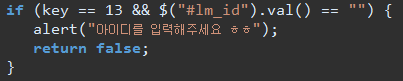 if (key == 13 && $("#lm_id").val() == "") {
    alert("아이디를 입력해주세요 ㅎㅎ");
    return false;
}